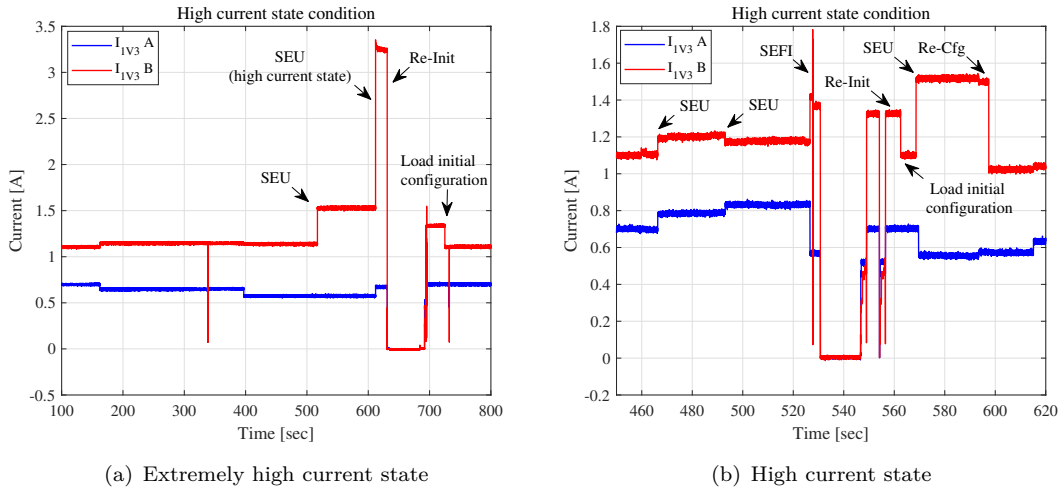 High current state condition
I1V3 A
I1V3 B
SEU
(high current state)
Re-Init
SEU
Load initial
configuration
3.5
3
2.5
2
1.5
1
0.5
0
-0.5
Current [A]
100
200
300
400
500
600
700
800
Time [sec]
(a) Extremely high current state
High current state condition
I1V3 A
I1V3 B
SEFI
SEU
Re-Cfg
Re-Init
SEU
SEU
Load initial
configuration
1.8
1.6
1.4
1.2
1.0
0.8
0.6
0.4
0.2
0
-0.2
Current [A]
460
480
500
520
540
560
580
600
620
Time [sec]
(b) High current state